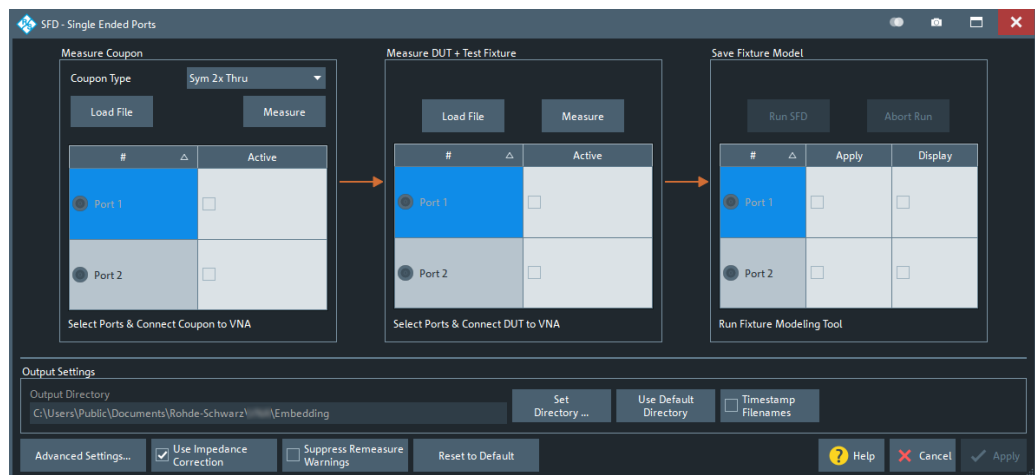 SFD - Single Ended Ports
Measure Coupon
Coupon Type
Sym 2x Thru
Load File
Measure
#
Active
Port 1
Port 2
Select Ports & Connect Coupon to VNA
Measure DUT + Test Fixture
Load File
Measure
#
Active
Port 1
Port 2
Select Ports & Connect DUT to VNA
Save Fixture Model
Run SFD
Abort Run
#
Apply
Display
Port 1
Port 2
Run Fixture Modeling Tool
Output Settings
Output Directory
C:\Users\Public\Documents\Rohde-Schwarz\ \Embedding
Set
Directory ...
Use Default
Directory
Timestamp
Filenames
Advanced Settings...
Use Impedance
Correction
Suppress Remeasure
Warnings
Reset to Default
? Help
Cancel
Apply